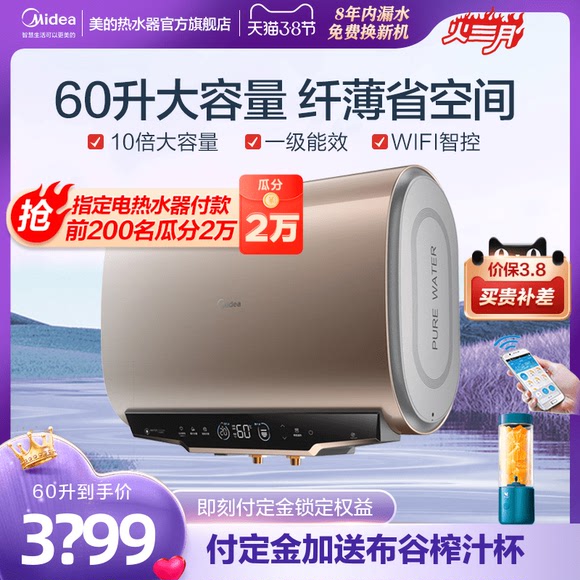 Midea
智慧生活可以更美的
美的热水器官方旗舰店
天猫38节
8年内漏水
免费换新机
火三月
60升大容量 纤薄省空间
10倍大容量 一级能效 WIFI智控
抢
指定电热水器付款
前200名瓜分2万
瓜分
2万
价保3.8
买贵补差
PURE WATER
Midea
60
60升到手价
3?99
即刻付定金锁定权益
付定金加送布谷榨汁杯